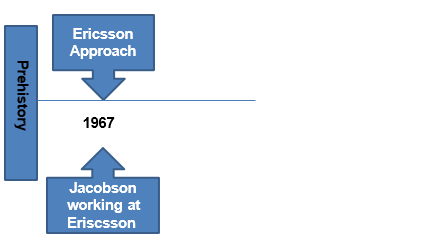 Prehistory
Ericsson
Approach
1967
Jacobson
working at
Eriscsson